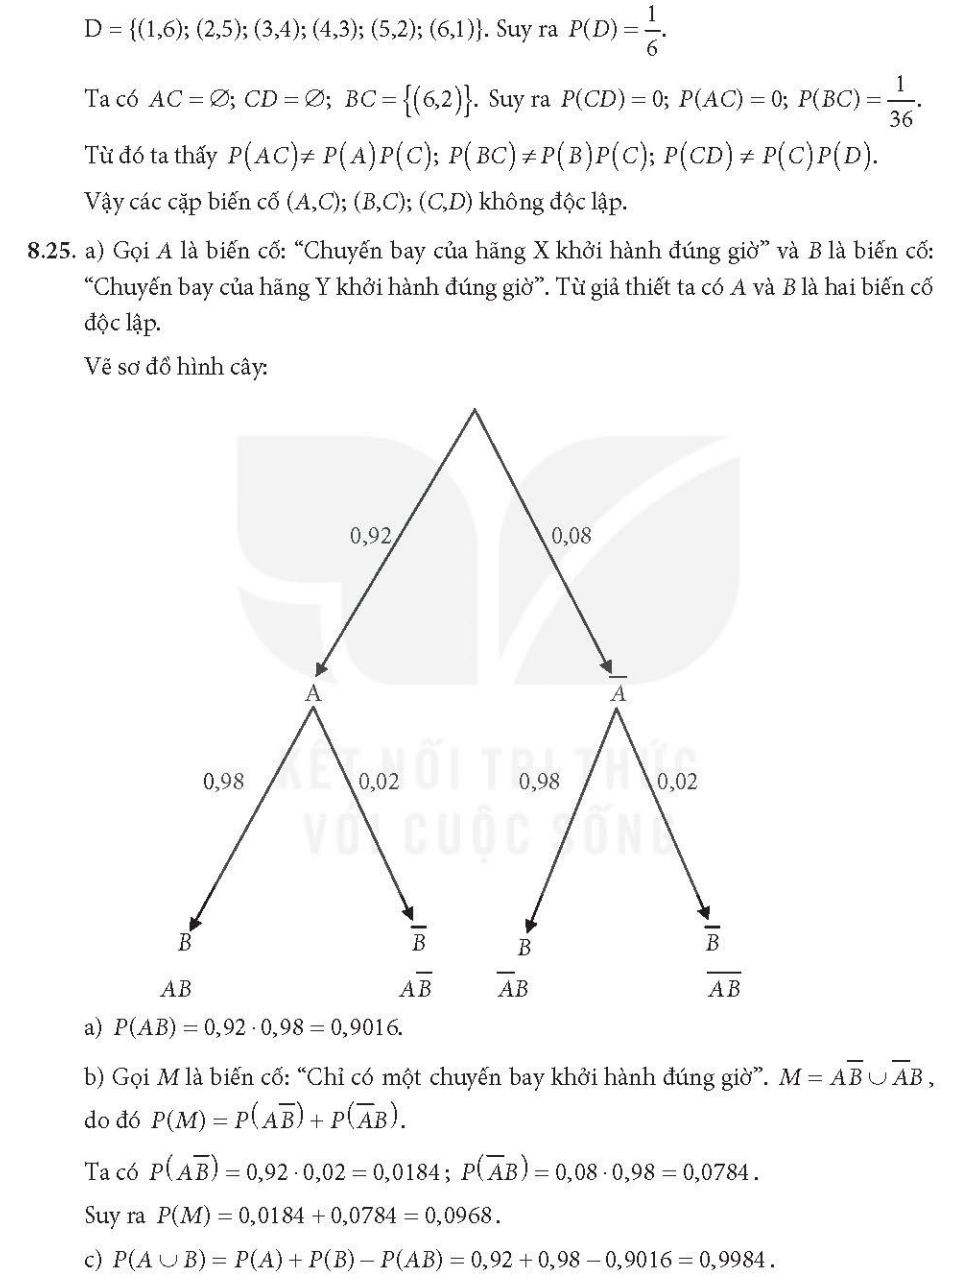 D = {(1,6); (2,5); (3,4); (4,3); (5,2); (6,1)}. Suy ra P(D) = 1/6.
Ta có AC = ∅; CD = ∅; BC = {(6,2)}. Suy ra P(CD) = 0; P(AC) = 0; P(BC) = 1/36.
Từ đó ta thấy P(AC) ≠ P(A)P(C); P(BC) ≠ P(B)P(C); P(CD) ≠ P(C)P(D).
Vậy các cặp biến cố (A,C); (B,C); (C,D) không độc lập.
8.25. a) Gọi A là biến cố: “Chuyến bay của hãng X khởi hành đúng giờ” và B là biến cố:
“Chuyến bay của hãng Y khởi hành đúng giờ”. Từ giả thiết ta có A và B là hai biến cố
độc lập.
Vẽ sơ đồ hình cây:
0,92 0,08
A A̅
KẾT NỐI TRI THỨC
0,98 0,02 0,98 0,02
VỚI CUỘC SỐNG
B B̅ B B̅
AB AB̅ A̅B A̅B̅
a) P(AB) = 0,92 · 0,98 = 0,9016.
b) Gọi M là biến cố: “Chỉ có một chuyến bay khởi hành đúng giờ”. M = AB̅ ∪ A̅B,
do đó P(M) = P(AB̅) + P(A̅B).
Ta có P(AB̅) = 0,92 · 0,02 = 0,0184; P(A̅B) = 0,08 · 0,98 = 0,0784.
Suy ra P(M) = 0,0184 + 0,0784 = 0,0968.
c) P(A ∪ B) = P(A) + P(B) − P(AB) = 0,92 + 0,98 − 0,9016 = 0,9984.